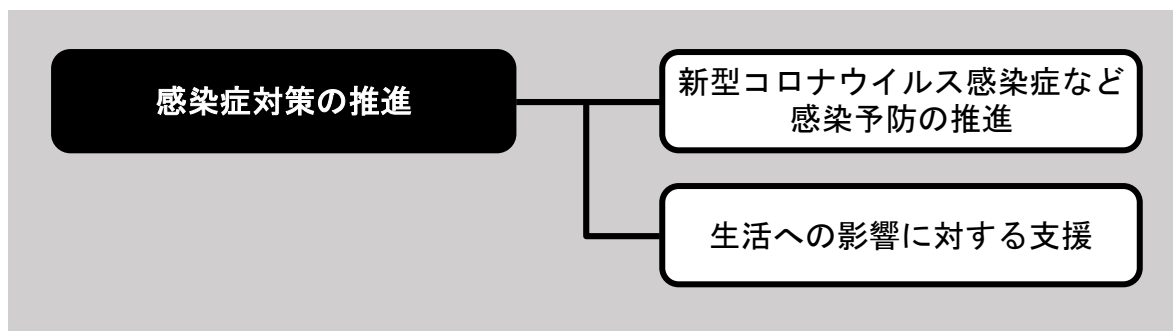 感染症対策の推進
新型コロナウイルス感染症など
感染予防の推進
生活への影響に対する支援